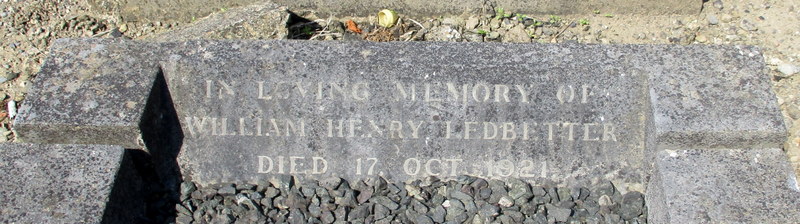 IN LOVING MEMORY OF
WILLIAM HENRY LEDBETTER
DIED 17 OCT 1921